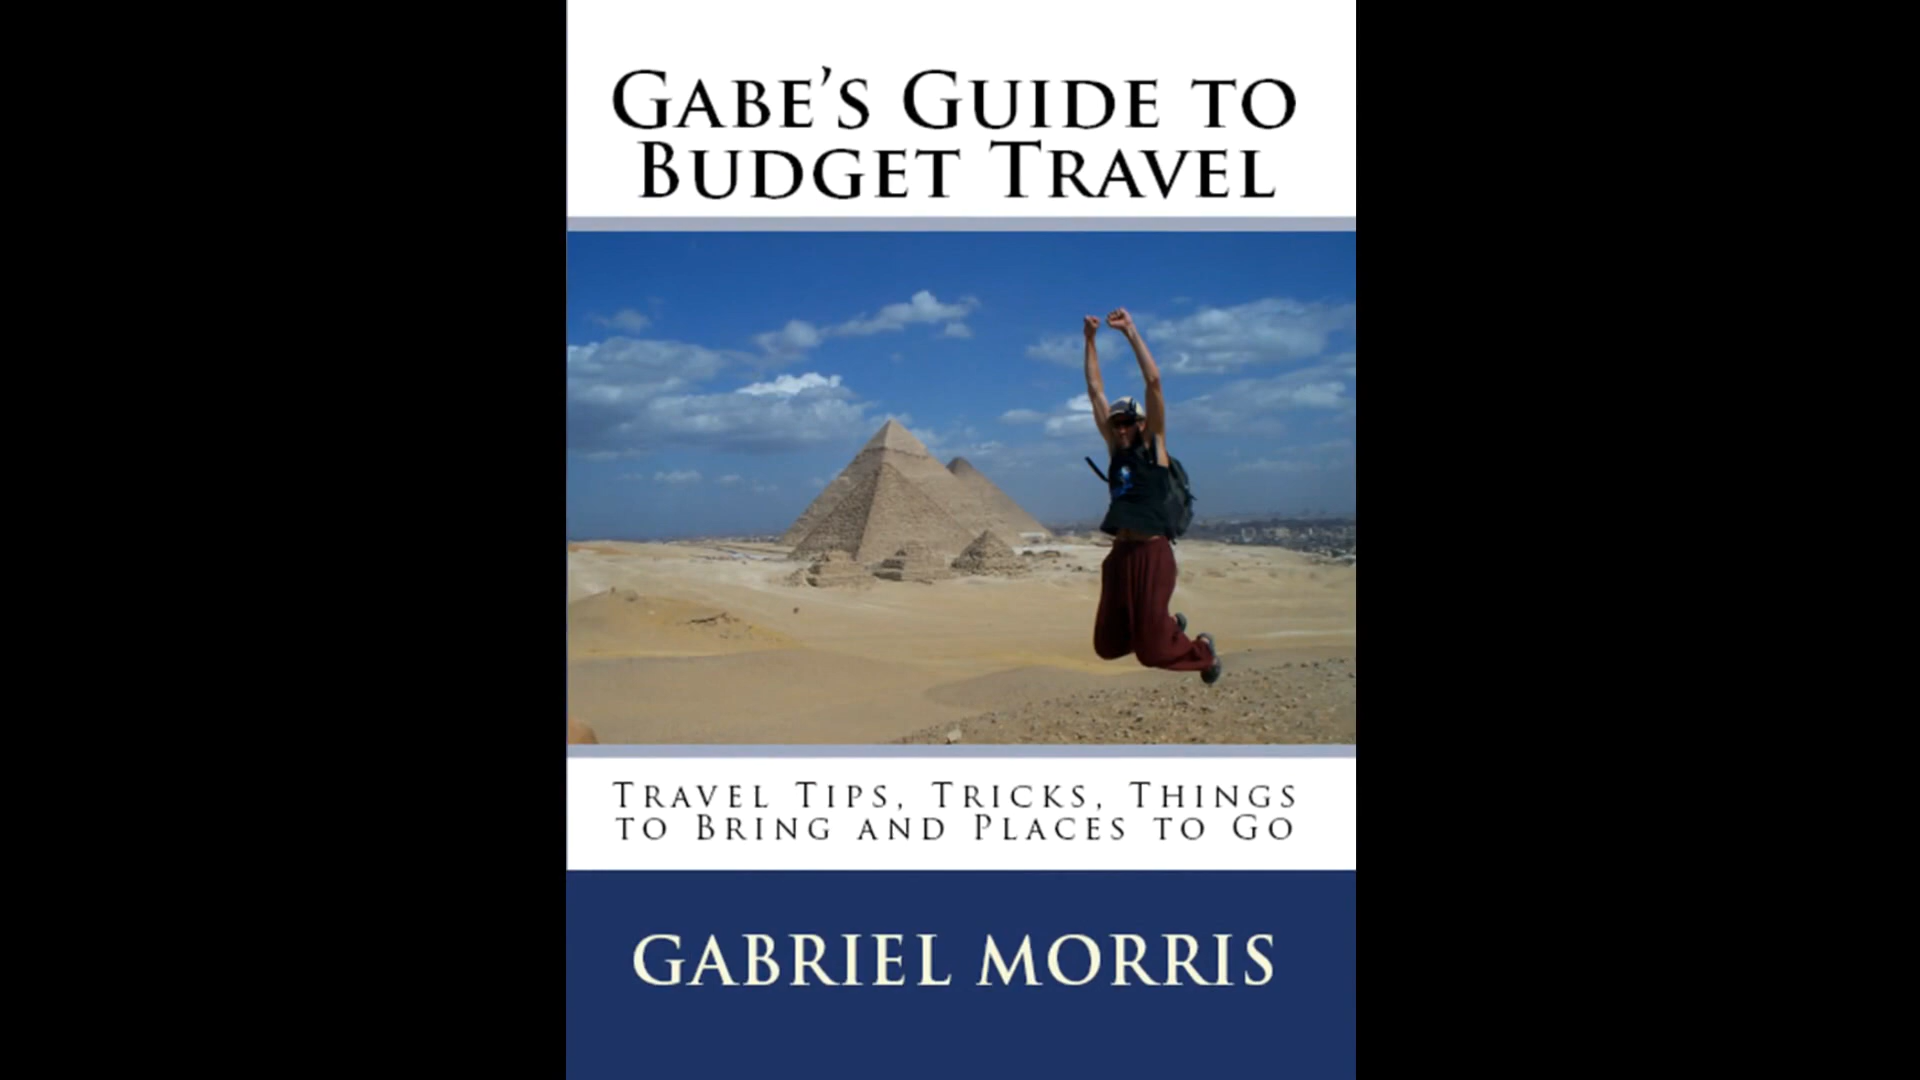 Gabe's Guide to
Budget Travel
Travel Tips, Tricks, Things
to Bring and Places to Go
GABRIEL MORRIS